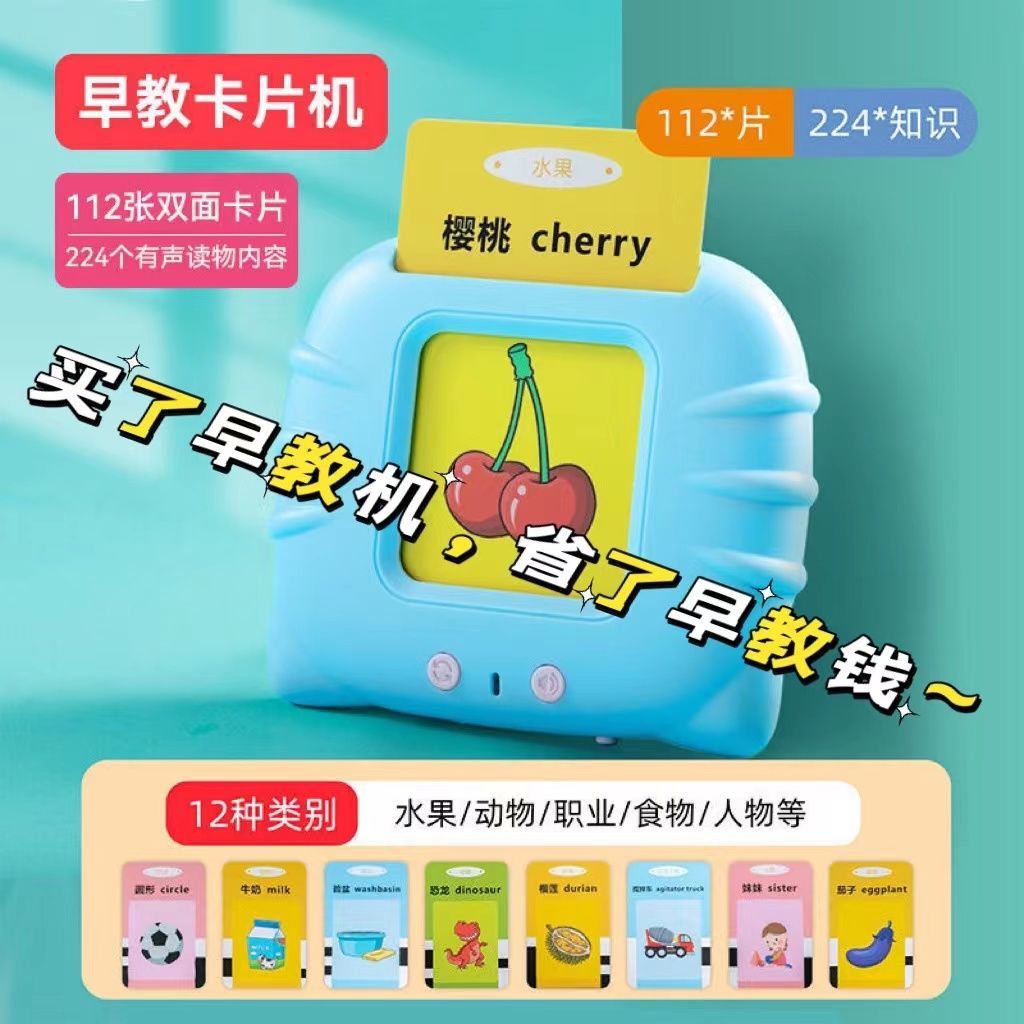 早教卡片机
112*片 224*知识
112张双面卡片
224个有声读物内容
水果
樱桃 cherry
买了早教机，省了早教钱~
12种类别 水果/动物/职业/食物/人物等
圆形 circle
牛奶 milk
脸盆 washbasin
恐龙 dinosaur
榴莲 durian
搅拌车 agitator truck
妹妹 sister
茄子 eggplant